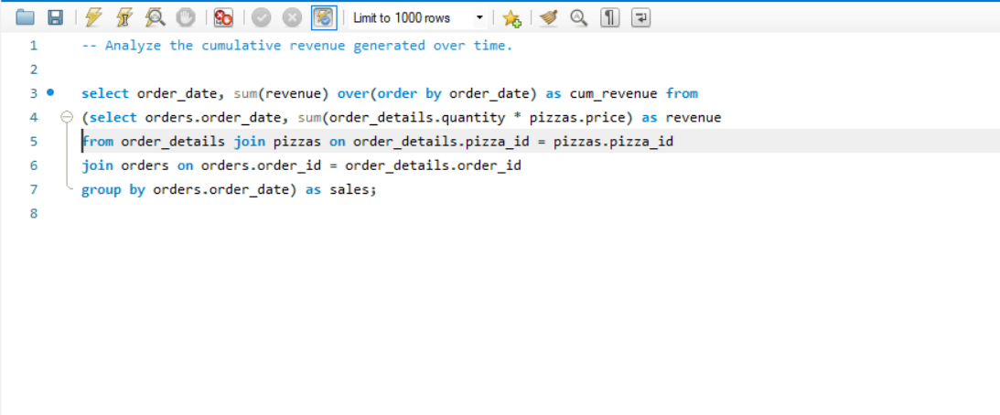 Limit to 1000 rows
1 -- Analyze the cumulative revenue generated over time.
2
3 select order_date, sum(revenue) over(order by order_date) as cum_revenue from
4 (select orders.order_date, sum(order_details.quantity * pizzas.price) as revenue
5 from order_details join pizzas on order_details.pizza_id = pizzas.pizza_id
6 join orders on orders.order_id = order_details.order_id
7 group by orders.order_date) as sales;
8